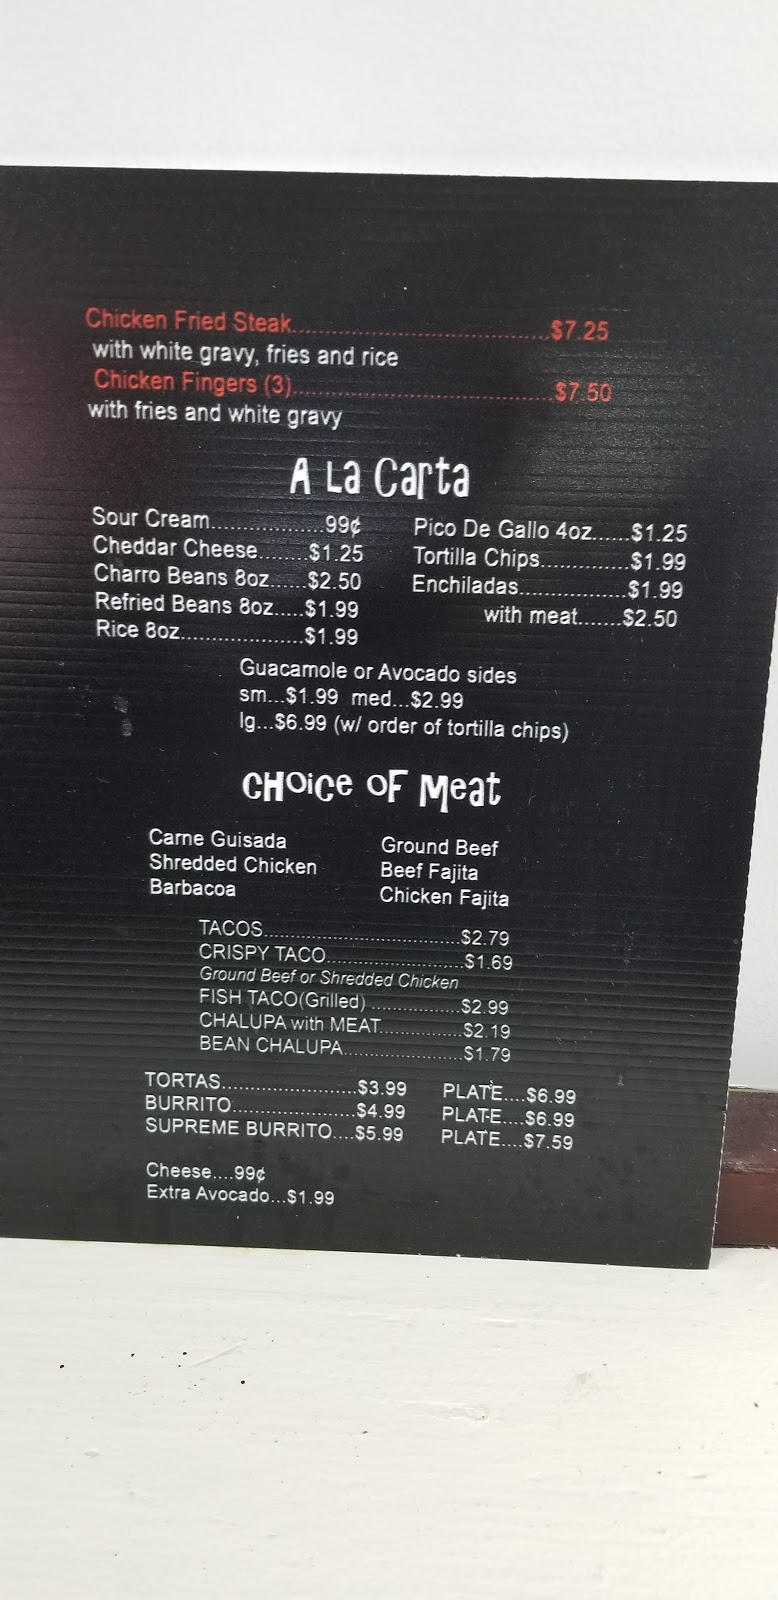 Chicken Fried Steak..........................................$7.25
with white gravy, fries and rice
Chicken Fingers (3)...........................................$7.50
with fries and white gravy
A La Carta
Sour Cream...................99¢
Cheddar Cheese........$1.25
Charro Beans 8oz......$2.50
Refried Beans 8oz.....$1.99
Rice 8oz.....................$1.99
Pico De Gallo 4oz......$1.25
Tortilla Chips...............$1.99
Enchiladas..................$1.99
with meat.......$2.50
Guacamole or Avocado sides
sm...$1.99 med...$2.99
lg...$6.99 (w/ order of tortilla chips)
CHOiCe OF Meat
Carne Guisada
Shredded Chicken
Barbacoa
Ground Beef
Beef Fajita
Chicken Fajita
TACOS..........................................$2.79
CRISPY TACO.............................$1.69
Ground Beef or Shredded Chicken
FISH TACO(Grilled) ...................$2.99
CHALUPA with MEAT..................$2.19
BEAN CHALUPA..........................$1.79
TORTAS.......................$3.99 PLATE....$6.99
BURRITO.....................$4.99 PLATE....$6.99
SUPREME BURRITO....$5.99 PLATE....$7.59
Cheese....99¢
Extra Avocado...$1.99